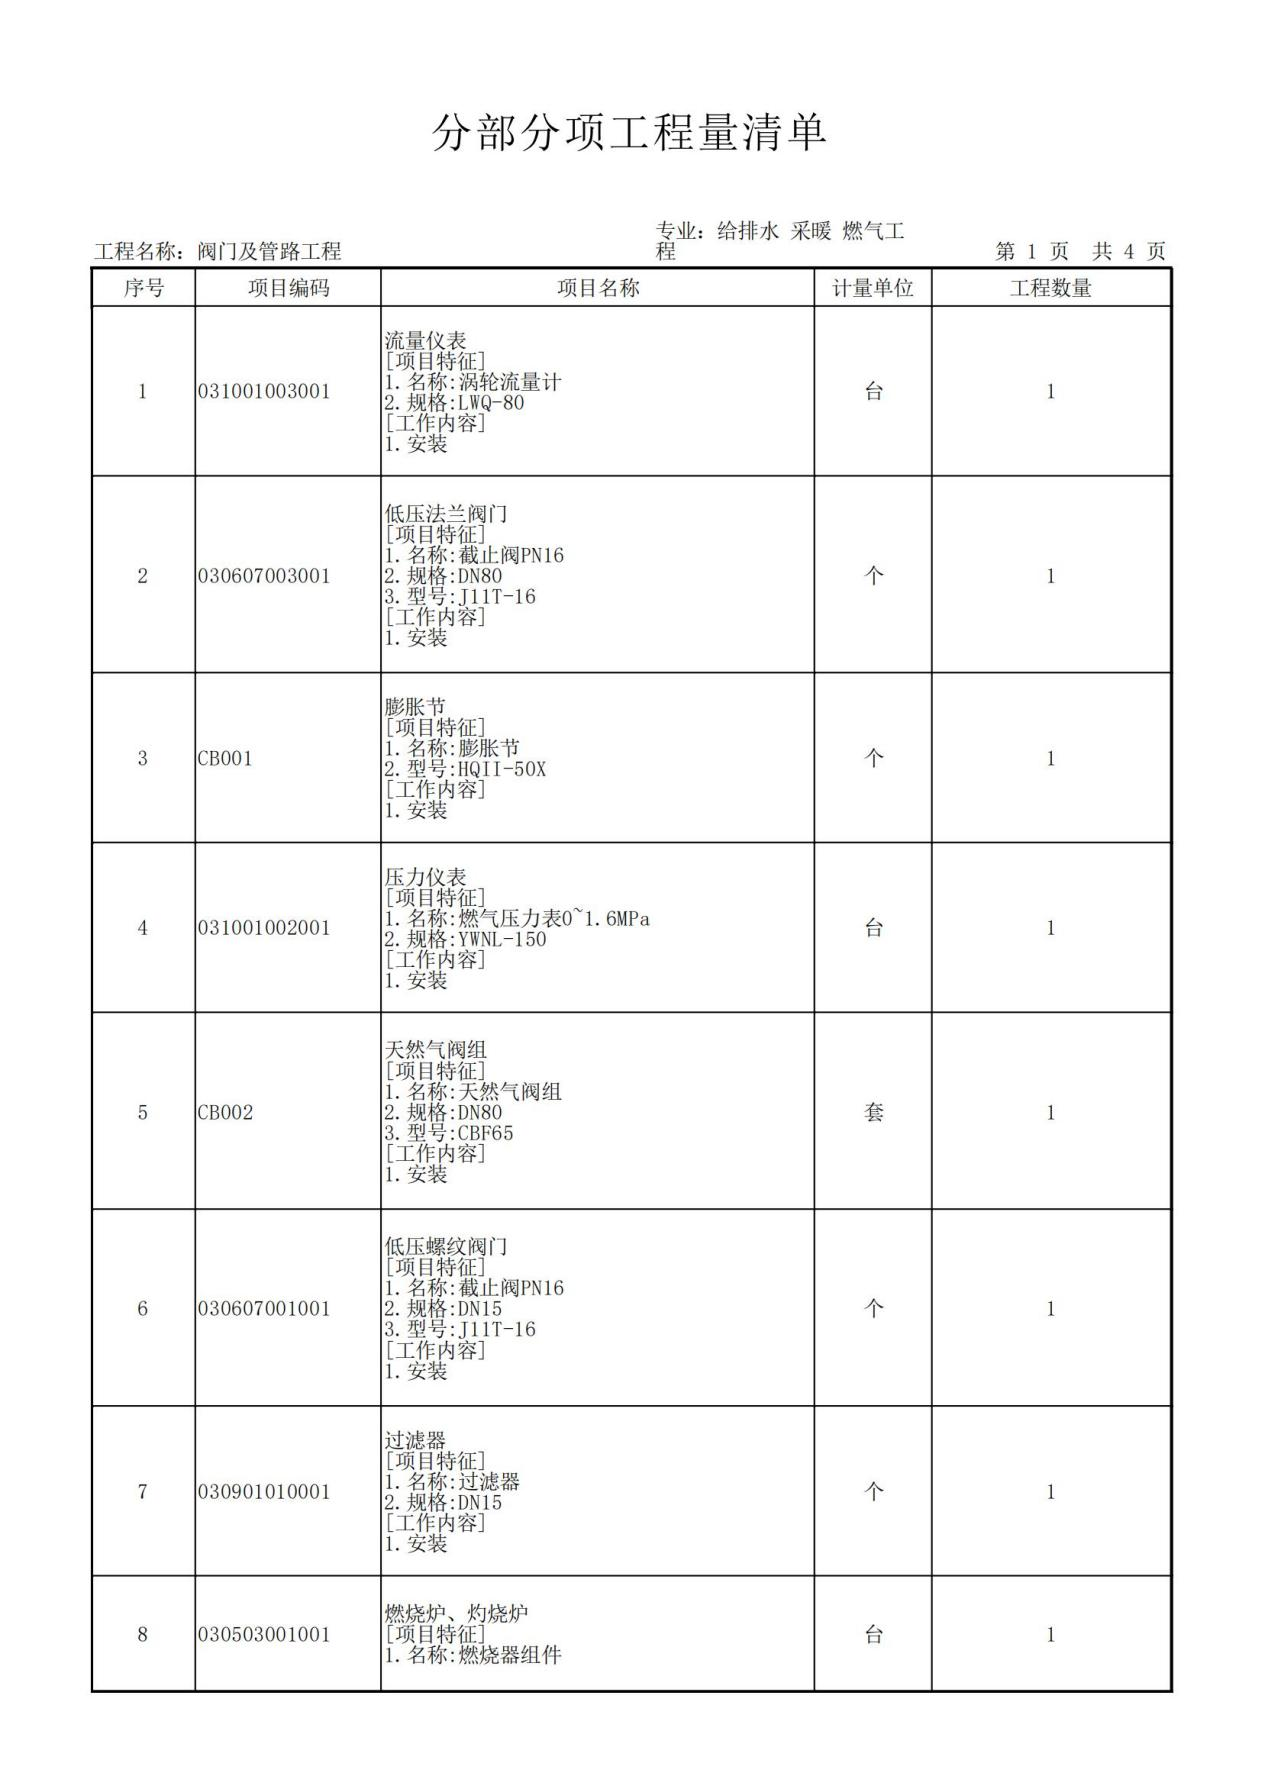 分部分项工程量清单
专业：给排水 采暖 燃气工
工程名称：阀门及管路工程 程 第 1 页 共 4 页
序号 项目编码 项目名称 计量单位 工程数量
流量仪表
[项目特征]
1.名称:涡轮流量计
1 031001003001 台 1
2.规格:LWQ-80
[工作内容]
1.安装
低压法兰阀门
[项目特征]
1.名称:截止阀PN16
2 030607003001 2.规格:DN80 个 1
3.型号:J11T-16
[工作内容]
1.安装
膨胀节
[项目特征]
1.名称:膨胀节
3 CB001 个 1
2.型号:HQII-50X
[工作内容]
1.安装
压力仪表
[项目特征]
1.名称:燃气压力表0~1.6MPa
4 031001002001 台 1
2.规格:YWNL-150
[工作内容]
1.安装
天然气阀组
[项目特征]
1.名称:天然气阀组
5 CB002 2.规格:DN80 套 1
3.型号:CBF65
[工作内容]
1.安装
低压螺纹阀门
[项目特征]
1.名称:截止阀PN16
6 030607001001 2.规格:DN15 个 1
3.型号:J11T-16
[工作内容]
1.安装
过滤器
[项目特征]
1.名称:过滤器
7 030901010001 个 1
2.规格:DN15
[工作内容]
1.安装
燃烧炉、灼烧炉
8 030503001001 [项目特征] 台 1
1.名称:燃烧器组件